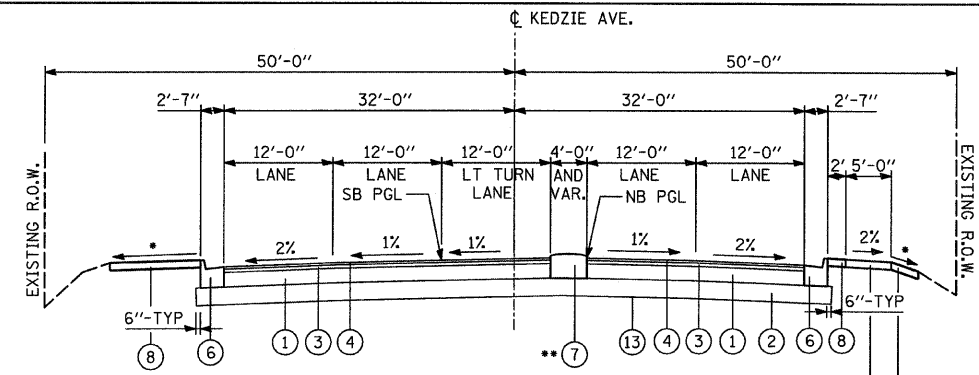 ℄ KEDZIE AVE.
50'-0" 50'-0"
2'-7" 32'-0" 32'-0" 2'-7"
12'-0" 12'-0" 12'-0" 4'-0" 12'-0" 12'-0" 2' 5'-0"
LANE LANE LT TURN AND LANE LANE
SB PGL LANE VAR. NB PGL
EXISTING R.O.W.
EXISTING R.O.W.
* 2% 1% 1% 1% 2% 2% *
6"-TYP 6"-TYP
8 6 1 3 4 ** 7 13 4 3 1 2 6 8